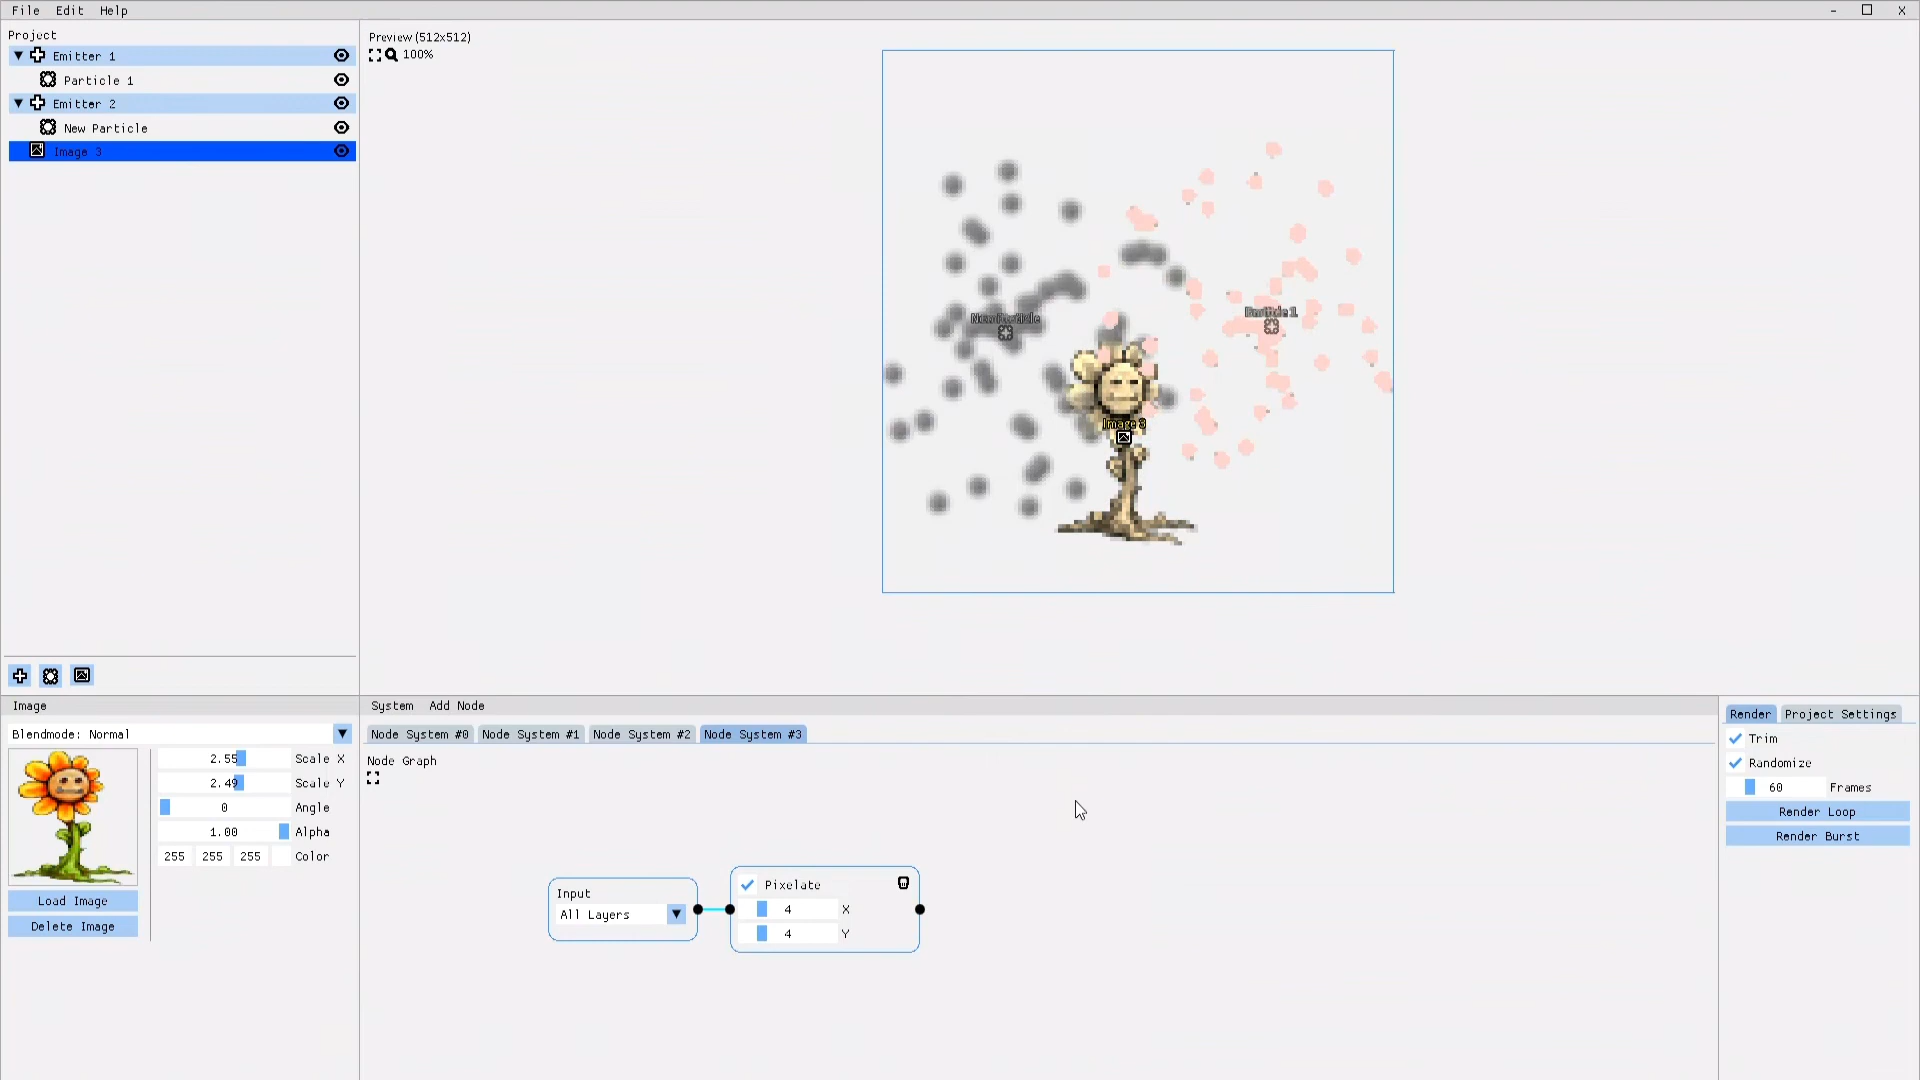 File Edit Help
- X
Project
Emitter 1
Particle 1
Emitter 2
New Particle
Image 3
Preview (512x512)
100%
Image 3
Image
Blendmode: Normal
2.55 Scale X
2.49 Scale Y
0 Angle
1.00 Alpha
255 255 255 Color
Load Image
Delete Image
System Add Node
Node System #0 Node System #1 Node System #2 Node System #3
Node Graph
Input
All Layers
Pixelate
4 X
4 Y
Render Project Settings
Trim
Randomize
60 Frames
Render Loop
Render Burst